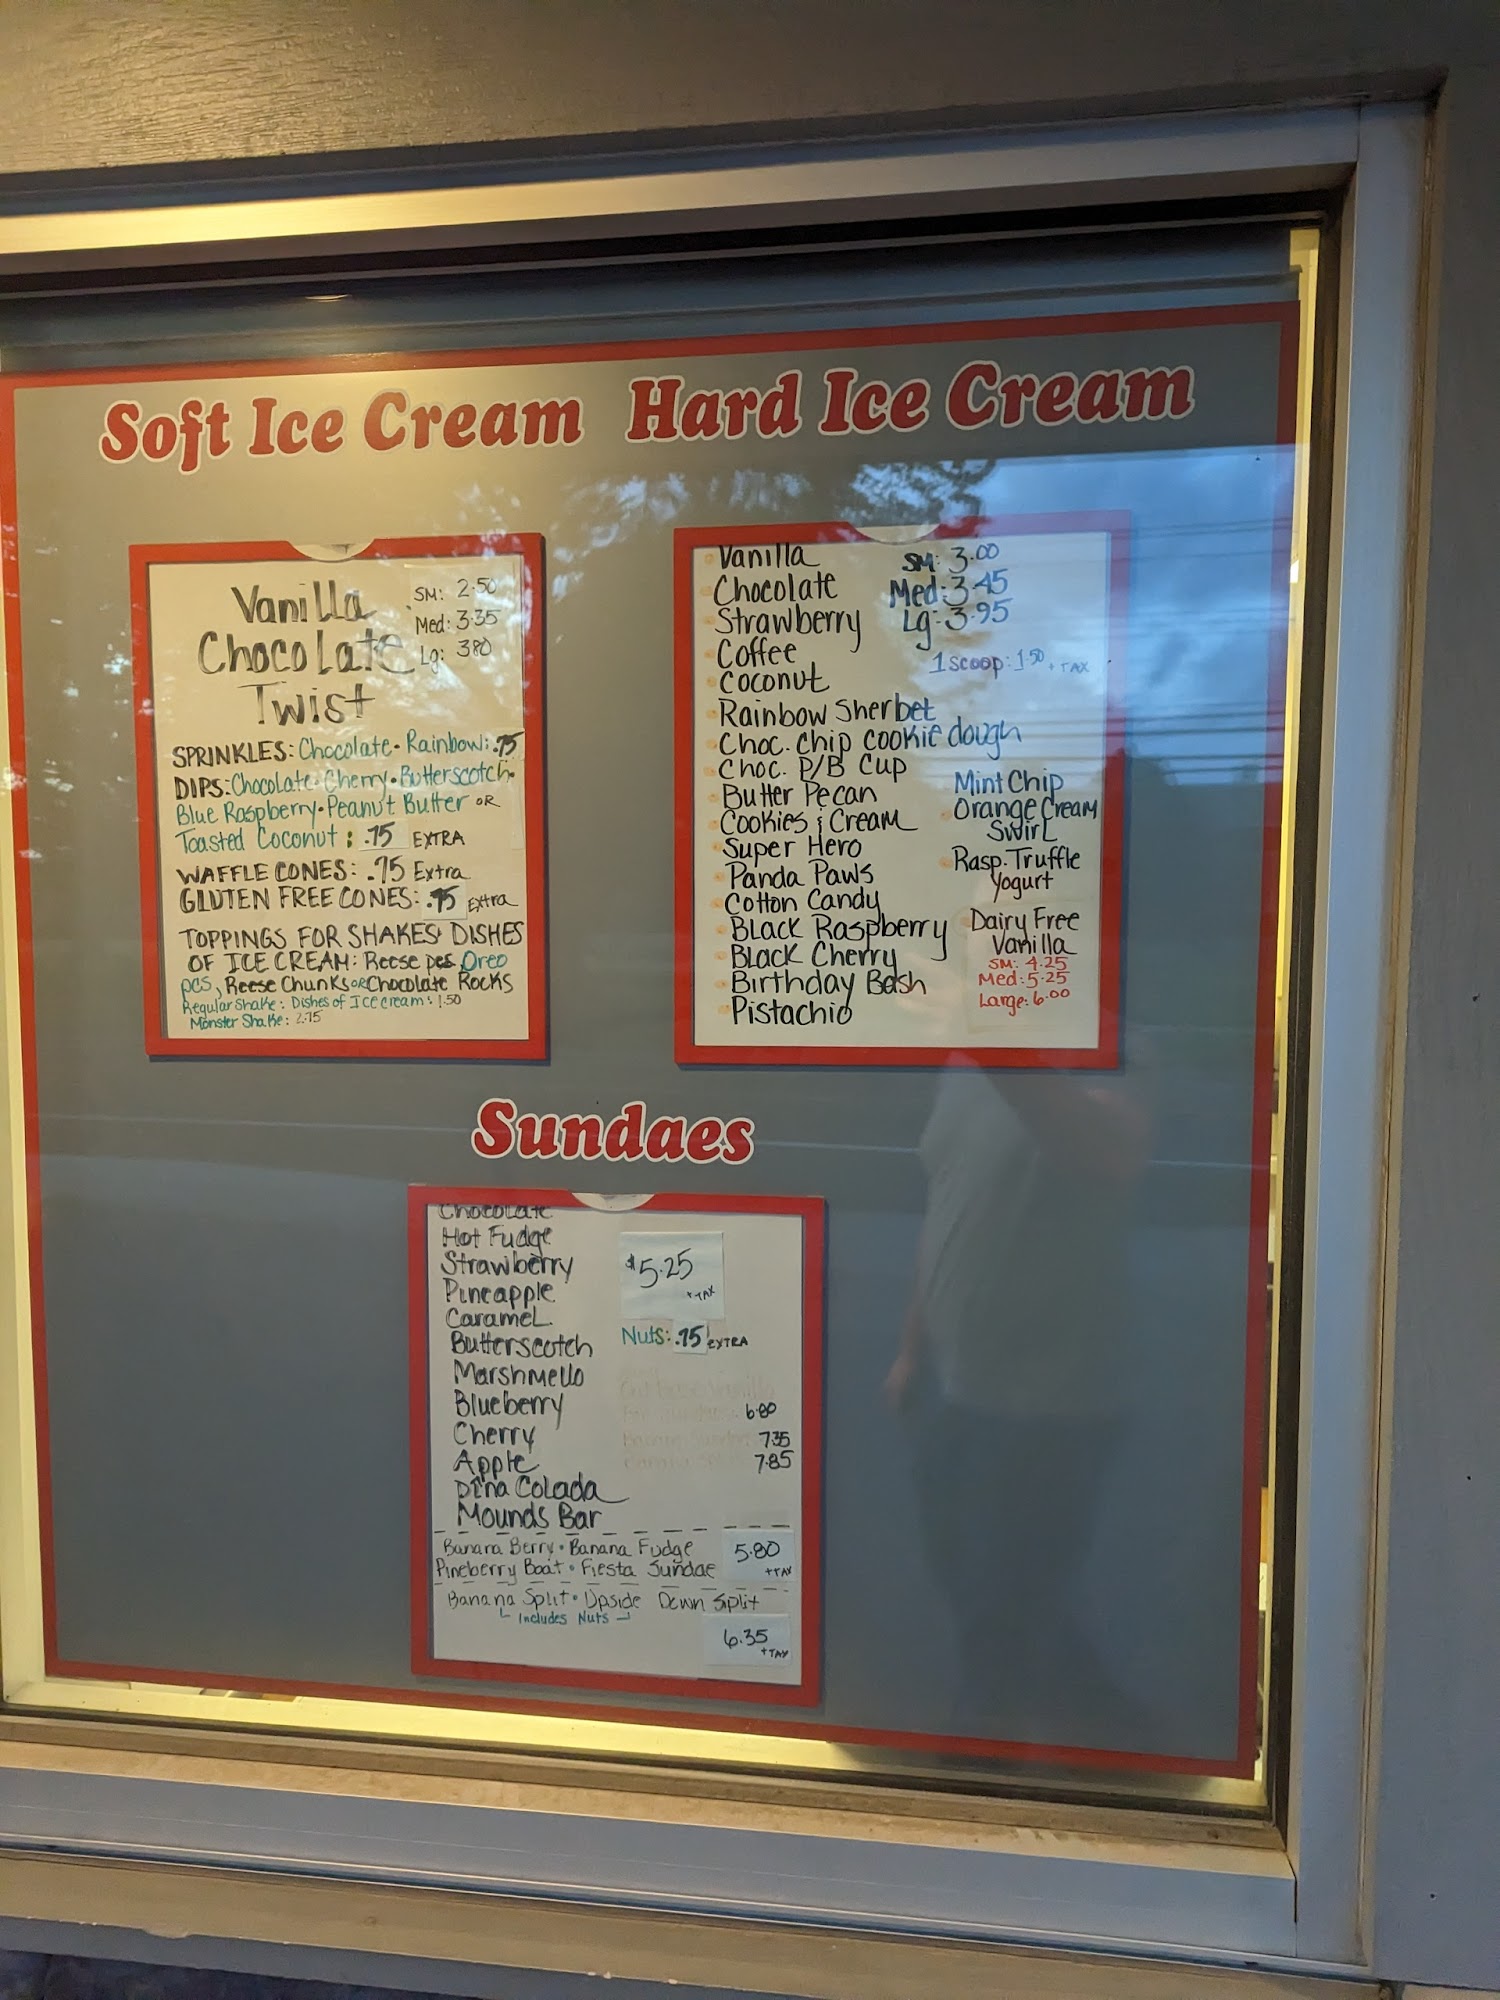 Soft Ice Cream
Vanilla
Chocolate
Twist
SM: 2.50
Med: 3.35
Lg: 3.80
SPRINKLES: Chocolate • Rainbow: .75
DIPS: Chocolate • Cherry • Butterscotch •
Blue Raspberry • Peanut Butter OR
Toasted Coconut : .75 EXTRA
WAFFLE CONES: .75 Extra
GLUTEN FREE CONES: .75 Extra
TOPPINGS FOR SHAKES DISHES
OF ICE CREAM: Reese pcs, Oreo
pcs, Reese Chunks OR Chocolate Rocks
Regular Shake: Dishes of Ice cream: 1.50
Monster Shake: 2.75
Hard Ice Cream
Vanilla
Chocolate
Strawberry
Coffee
Coconut
Rainbow Sherbet
Choc. Chip cookie dough
Choc. P/B Cup
Butter Pecan
Cookies & Cream
Super Hero
Panda Paws
Cotton Candy
Black Raspberry
Black Cherry
Birthday Bash
Pistachio
SM: 3.00
Med: 3.45
Lg: 3.95
1 scoop: 1.50 + TAX
Mint Chip
Orange Cream
Swirl
Rasp. Truffle
Yogurt
Dairy Free
Vanilla
SM: 4.25
Med: 5.25
Large: 6.00
Sundaes
Chocolate
Hot Fudge
Strawberry
Pineapple
Caramel
Butterscotch
Marshmello
Blueberry
Cherry
Apple
Pina Colada
Mounds Bar
$5.25
+ TAX
Nuts: .75 EXTRA
6.80
7.35
7.85
Banana Berry • Banana Fudge
Pineberry Boat • Fiesta Sundae
5.80
+ TAX
Banana Split • Upside Down Split
Includes Nuts
6.35
+ TAX